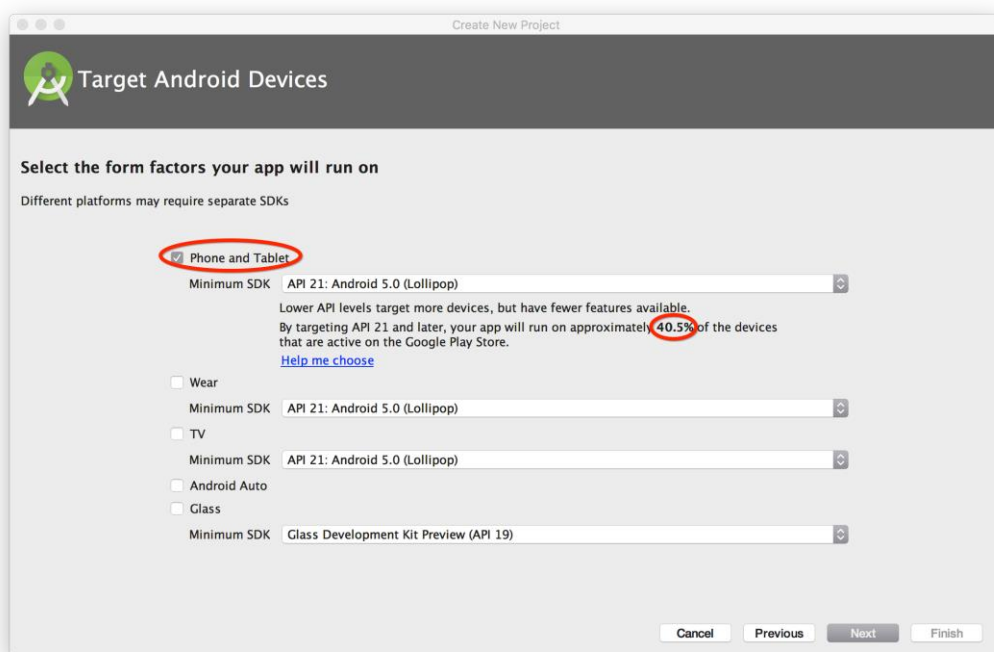 Create New Project
Target Android Devices
Select the form factors your app will run on
Different platforms may require separate SDKs
Phone and Tablet
Minimum SDK API 21: Android 5.0 (Lollipop)
Lower API levels target more devices, but have fewer features available.
By targeting API 21 and later, your app will run on approximately 40.5% of the devices
that are active on the Google Play Store.
Help me choose
Wear
Minimum SDK API 21: Android 5.0 (Lollipop)
TV
Minimum SDK API 21: Android 5.0 (Lollipop)
Android Auto
Glass
Minimum SDK Glass Development Kit Preview (API 19)
Cancel Previous Next Finish